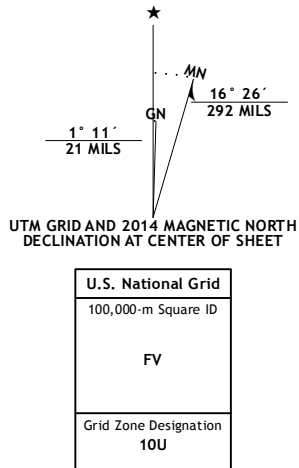 MN
GN
16° 26´
292 MILS
1° 11´
21 MILS
UTM GRID AND 2014 MAGNETIC NORTH
DECLINATION AT CENTER OF SHEET
U.S. National Grid
100,000-m Square ID
FV
Grid Zone Designation
10U